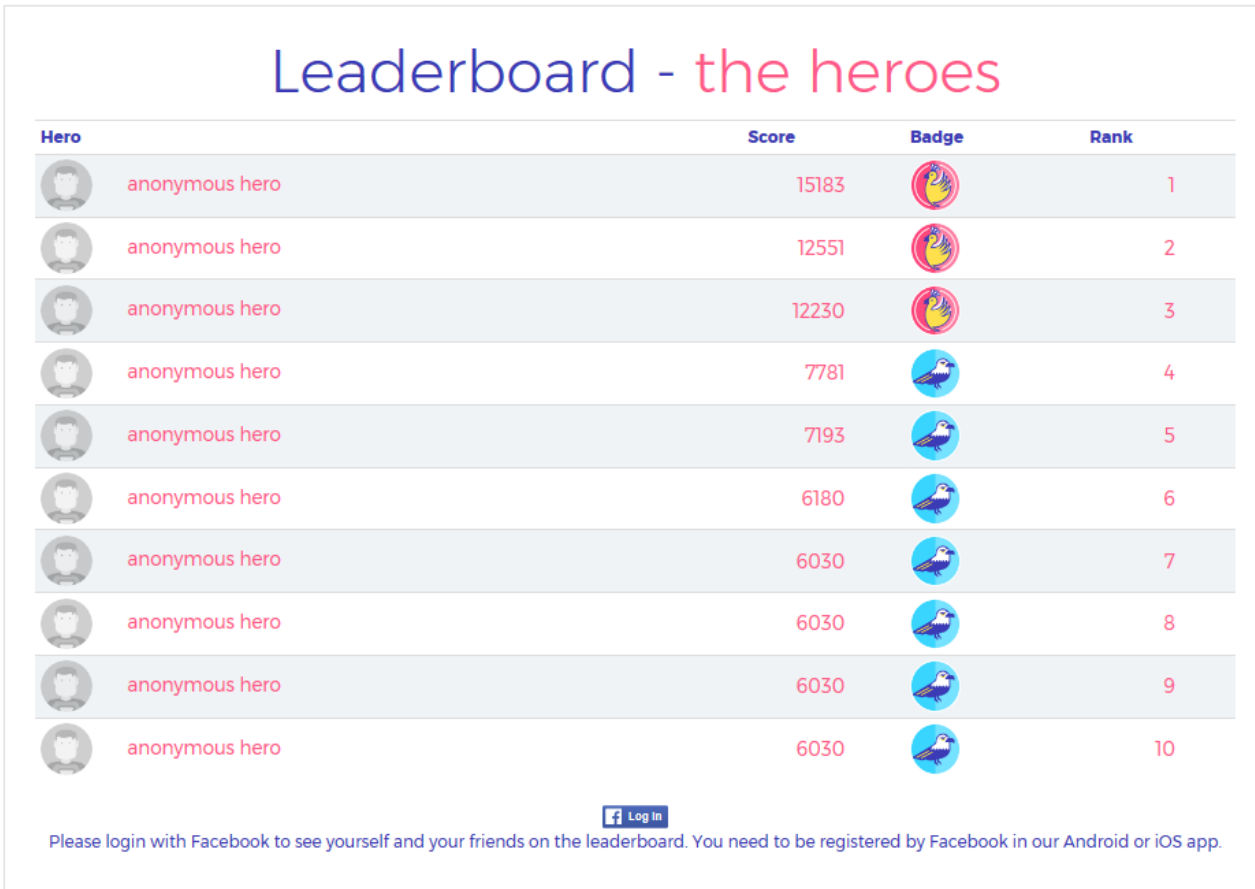 Leaderboard - the heroes
Hero Score Badge Rank
anonymous hero 15183 1
anonymous hero 12551 2
anonymous hero 12230 3
anonymous hero 7781 4
anonymous hero 7193 5
anonymous hero 6180 6
anonymous hero 6030 7
anonymous hero 6030 8
anonymous hero 6030 9
anonymous hero 6030 10
f Log In
Please login with Facebook to see yourself and your friends on the leaderboard. You need to be registered by Facebook in our Android or iOS app.